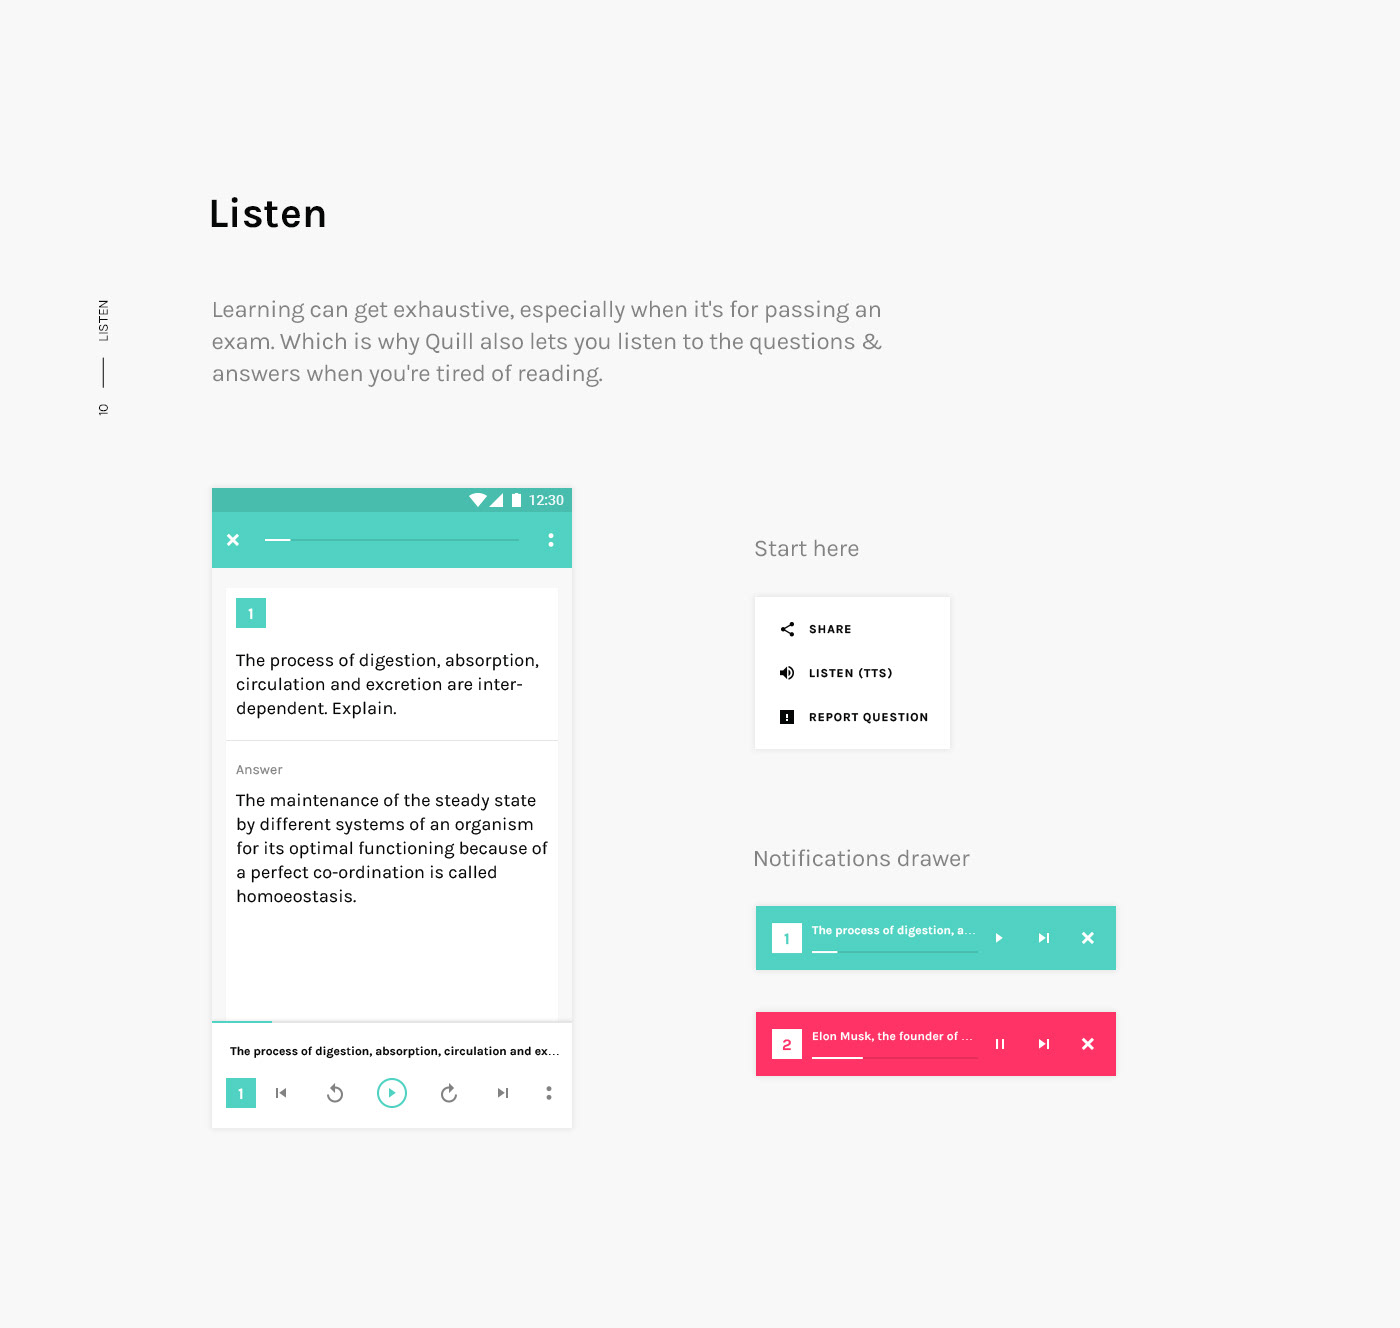 Listen
LISTEN
10
Learning can get exhaustive, especially when it's for passing an
exam. Which is why Quill also lets you listen to the questions &
answers when you're tired of reading.
12:30
1
The process of digestion, absorption,
circulation and excretion are inter-
dependent. Explain.
Answer
The maintenance of the steady state
by different systems of an organism
for its optimal functioning because of
a perfect co-ordination is called
homoeostasis.
The process of digestion, absorption, circulation and ex...
1
Start here
SHARE
LISTEN (TTS)
REPORT QUESTION
Notifications drawer
1
The process of digestion, a...
2
Elon Musk, the founder of ...